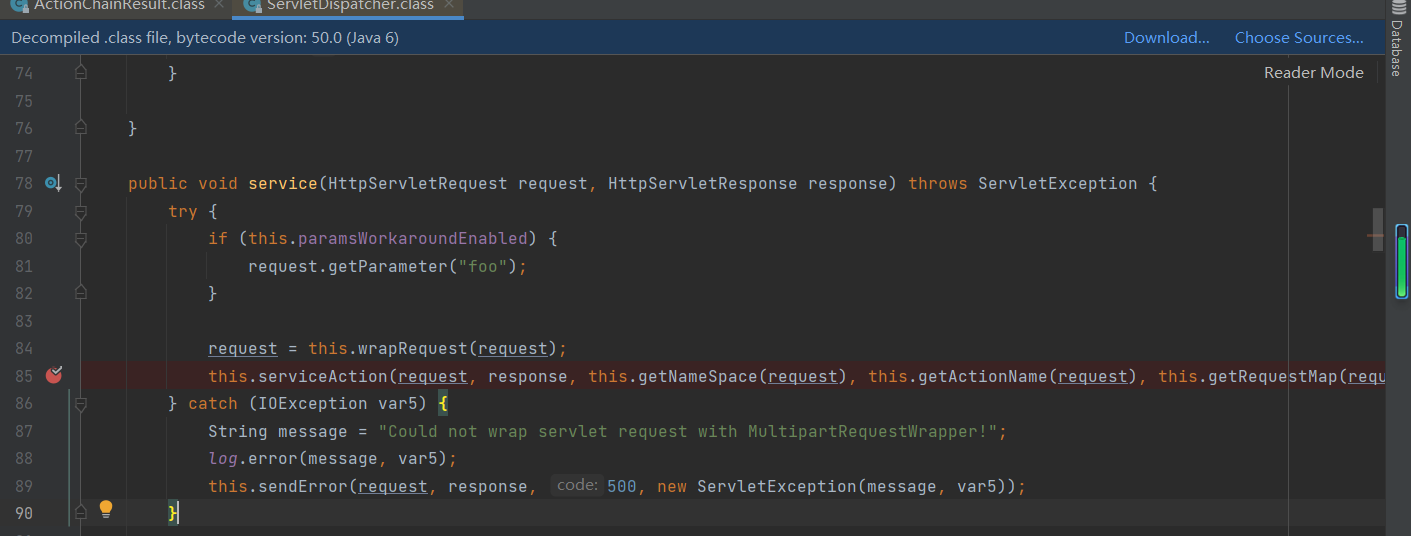 ActionChainResult.class × ServletDispatcher.class ×
Decompiled .class file, bytecode version: 50.0 (Java 6) Download... Choose Sources...
Database
Reader Mode
74 }
75
76 }
77
78 public void service(HttpServletRequest request, HttpServletResponse response) throws ServletException {
79 try {
80 if (this.paramsWorkaroundEnabled) {
81 request.getParameter("foo");
82 }
83
84 request = this.wrapRequest(request);
85 this.serviceAction(request, response, this.getNameSpace(request), this.getActionName(request), this.getRequestMap(requ
86 } catch (IOException var5) {
87 String message = "Could not wrap servlet request with MultipartRequestWrapper!";
88 log.error(message, var5);
89 this.sendError(request, response, code: 500, new ServletException(message, var5));
90 }